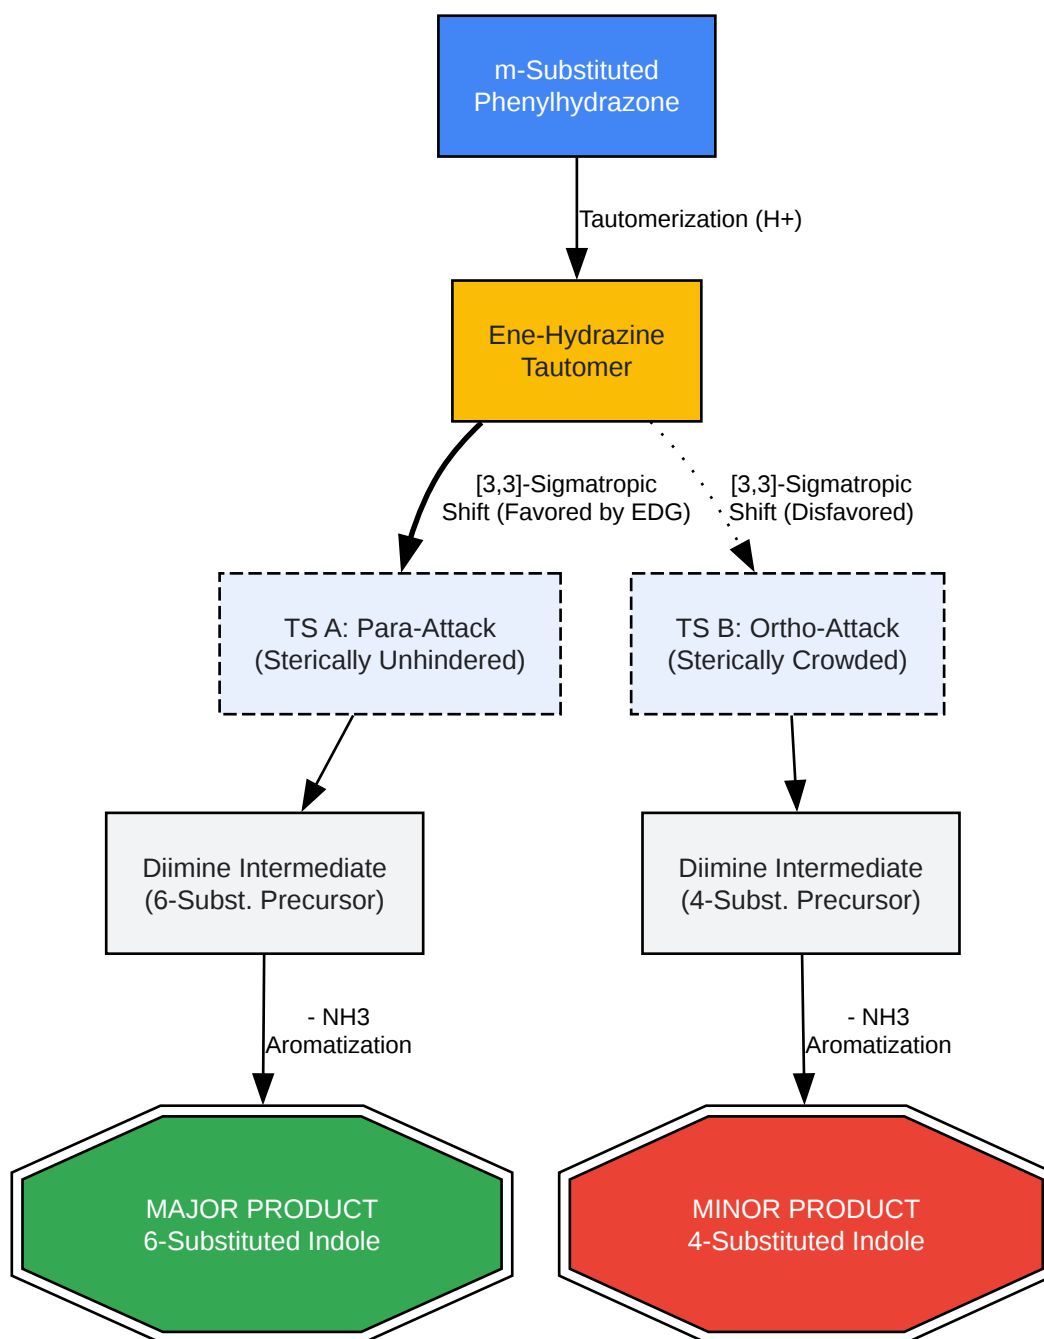 m-Substituted
Phenylhydrazone
Tautomerization (H+)
Ene-Hydrazine
Tautomer
[3,3]-Sigmatropic
Shift (Favored by EDG)
[3,3]-Sigmatropic
Shift (Disfavored)
TS A: Para-Attack
(Sterically Unhindered)
TS B: Ortho-Attack
(Sterically Crowded)
Diimine Intermediate
(6-Subst. Precursor)
Diimine Intermediate
(4-Subst. Precursor)
- NH3
Aromatization
- NH3
Aromatization
MAJOR PRODUCT
6-Substituted Indole
MINOR PRODUCT
4-Substituted Indole